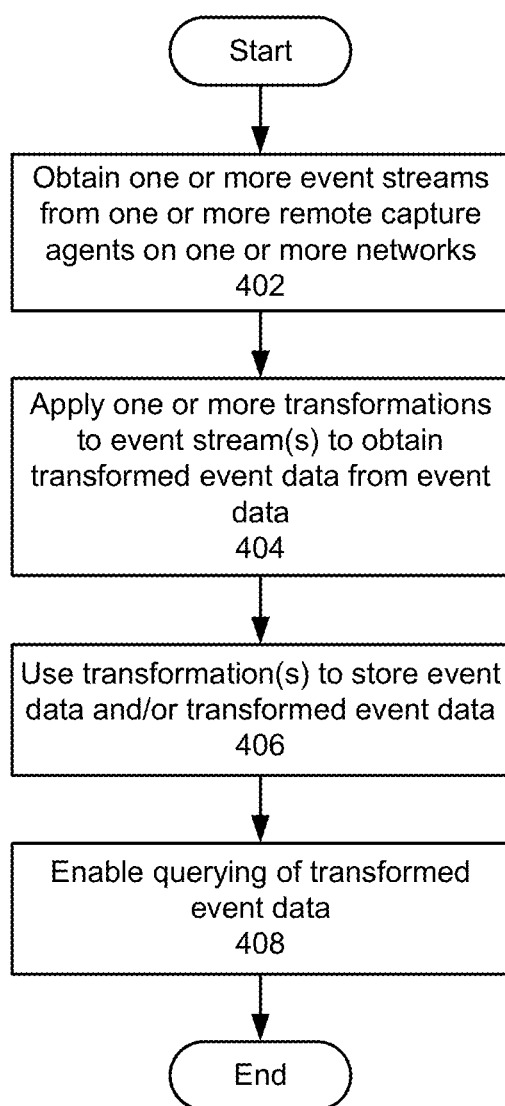 Start
Obtain one or more event streams
from one or more remote capture
agents on one or more networks
402
Apply one or more transformations
to event stream(s) to obtain
transformed event data from event
data
404
Use transformation(s) to store event
data and/or transformed event data
406
Enable querying of transformed
event data
408
End